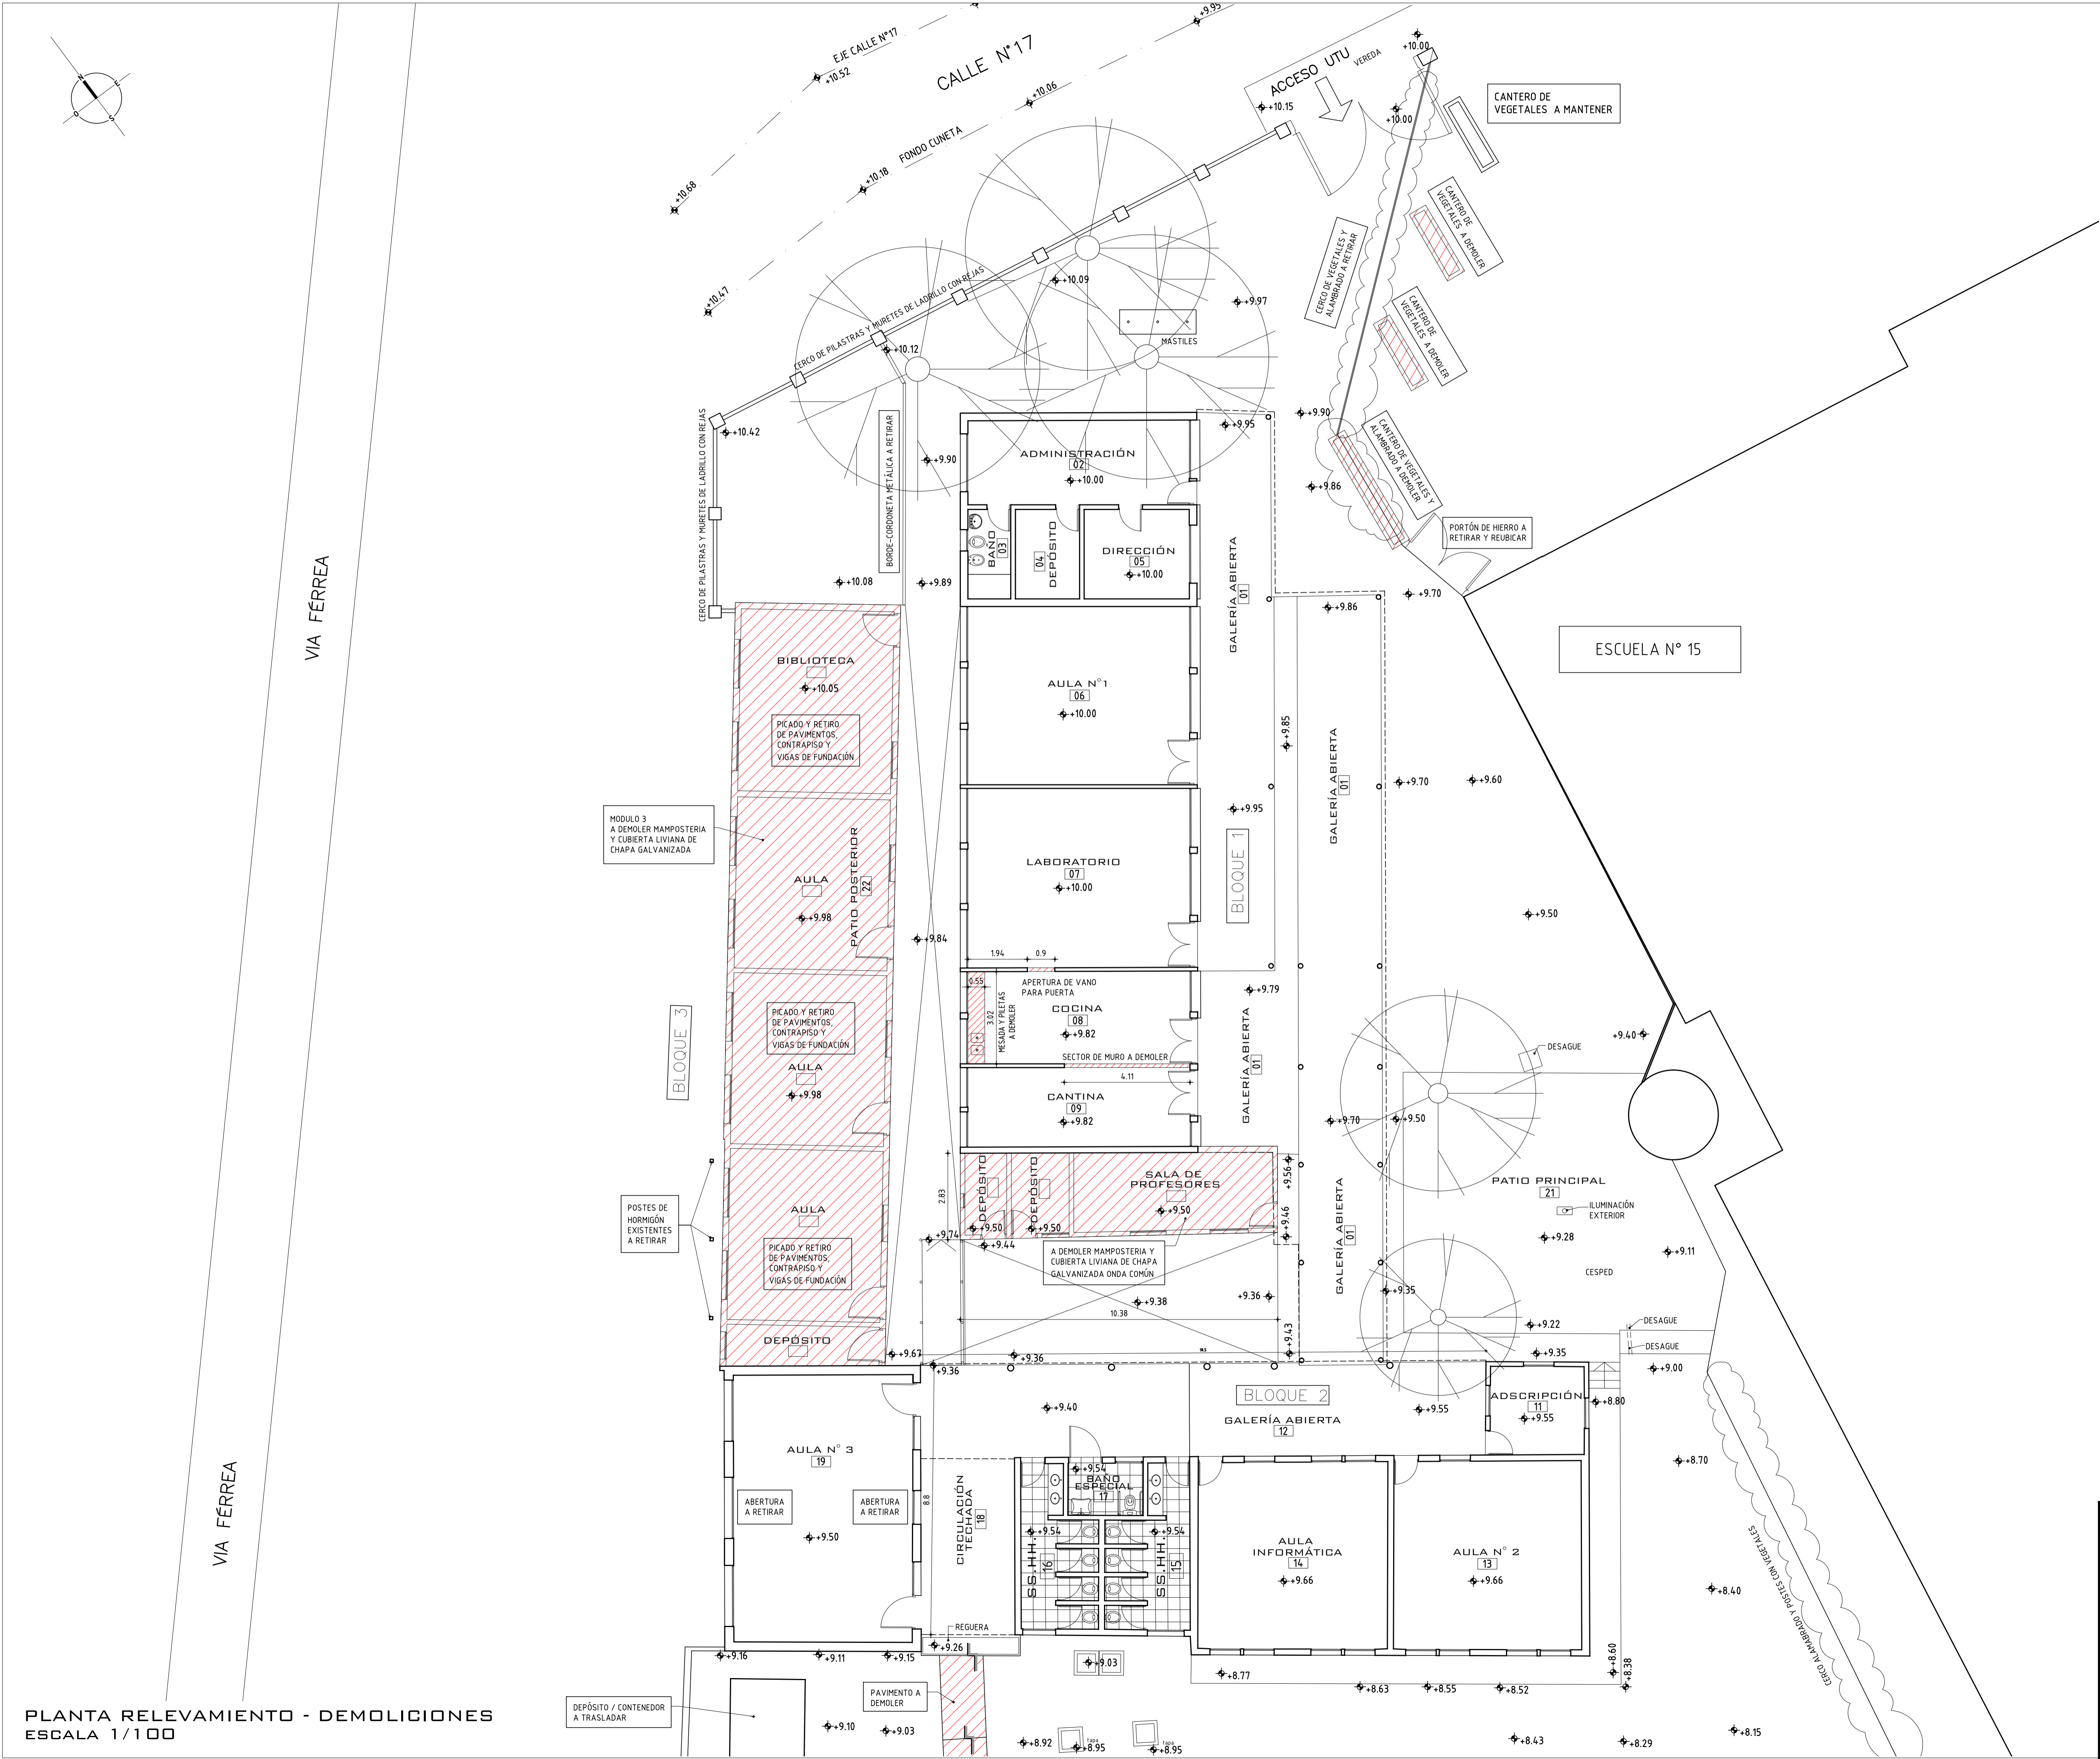 EJE CALLE N°17
+10.52
+9.95
CALLE N°17
+10.06
FONDO CUNETA
+10.18
+10.68
+10.47
ACCESO UTU
VEREDA
+10.15
+10.00
+10.00
CANTERO DE
VEGETALES A MANTENER
CANTERO DE
VEGETALES A DEMOLER
CERCO DE VEGETALES Y
ALAMBRADO A RETIRAR
CANTERO DE
VEGETALES A DEMOLER
CANTERO DE VEGETALES Y
ALAMBRADO A DEMOLER
PORTÓN DE HIERRO A
RETIRAR Y REUBICAR
N
E
S
O
CERCO DE PILASTRAS Y MURETES DE LADRILLO CON REJAS
+10.09
+9.97
MÁSTILES
+10.12
+10.42
CERCO DE PILASTRAS Y MURETES DE LADRILLO CON REJAS
BORDE-CORDONETA METÁLICA A RETIRAR
+9.90
+9.89
+10.08
ADMINISTRACIÓN
02
+10.00
BAÑO
03
DEPÓSITO
04
DIRECCIÓN
05
+10.00
+9.95
+9.90
+9.86
GALERÍA ABIERTA
01
+9.86
+9.70
ESCUELA N° 15
VIA FÉRREA
BIBLIOTECA
+10.05
PICADO Y RETIRO
DE PAVIMENTOS,
CONTRAPISO Y
VIGAS DE FUNDACIÓN
AULA N°1
06
+10.00
+9.85
GALERÍA ABIERTA
01
+9.70
+9.60
+9.95
MODULO 3
A DEMOLER MAMPOSTERIA
Y CUBIERTA LIVIANA DE
CHAPA GALVANIZADA
AULA
+9.98
PATIO POSTERIOR
22
+9.84
LABORATORIO
07
+10.00
BLOQUE 1
+9.50
1.94
0.9
0.55
APERTURA DE VANO
PARA PUERTA
3.02
MESADA Y PILETAS
A DEMOLER
COCINA
08
+9.82
SECTOR DE MURO A DEMOLER
4.11
CANTINA
09
+9.82
+9.79
GALERÍA ABIERTA
01
BLOQUE 3
PICADO Y RETIRO
DE PAVIMENTOS,
CONTRAPISO Y
VIGAS DE FUNDACIÓN
AULA
+9.98
+9.40
DESAGUE
+9.70
+9.50
2.83
DEPÓSITO
+9.50
DEPÓSITO
+9.50
SALA DE
PROFESORES
+9.50
+9.56
+9.46
GALERÍA ABIERTA
01
PATIO PRINCIPAL
21
ILUMINACIÓN
EXTERIOR
+9.28
+9.11
CESPED
POSTES DE
HORMIGÓN
EXISTENTES
A RETIRAR
AULA
PICADO Y RETIRO
DE PAVIMENTOS,
CONTRAPISO Y
VIGAS DE FUNDACIÓN
+9.74
+9.44
A DEMOLER MAMPOSTERIA Y
CUBIERTA LIVIANA DE CHAPA
GALVANIZADA ONDA COMÚN
+9.38
+9.36
+9.35
10.38
+9.43
+9.22
DESAGUE
DESAGUE
DEPÓSITO
+9.67
+9.36
+9.36
+9.35
+9.00
BLOQUE 2
ADSCRIPCIÓN
11
+9.55
+8.80
+9.40
GALERÍA ABIERTA
12
+9.55
AULA N° 3
19
ABERTURA
A RETIRAR
ABERTURA
A RETIRAR
+9.50
8.8
CIRCULACIÓN
TECHADA
18
+9.54
BAÑO
ESPECIAL
17
+9.54
+9.54
SS.HH.
16
SS.HH.
15
AULA
INFORMÁTICA
14
+9.66
AULA N° 2
13
+9.66
+8.70
+8.40
CERCO ALAMABRADO Y POSTES CON VEGETALES
VIA FÉRREA
REGUERA
+9.26
+9.16
+9.11
+9.15
+9.03
+8.77
+8.63
+8.55
+8.52
+8.60
+8.38
DEPÓSITO / CONTENEDOR
A TRASLADAR
PAVIMENTO A
DEMOLER
+9.10
+9.03
+8.92
tapa
+8.95
tapa
+8.95
+8.43
+8.29
+8.15
PLANTA RELEVAMIENTO - DEMOLICIONES
ESCALA 1/100